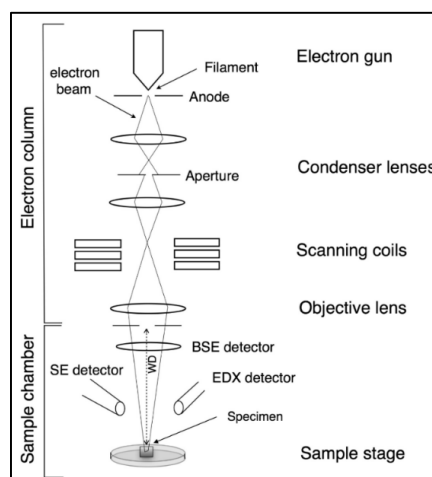 Electron gun
Filament
electron
beam
Anode
Electron column
Aperture
Condenser lenses
Scanning coils
Objective lens
BSE detector
WD
SE detector
EDX detector
Sample chamber
Specimen
Sample stage